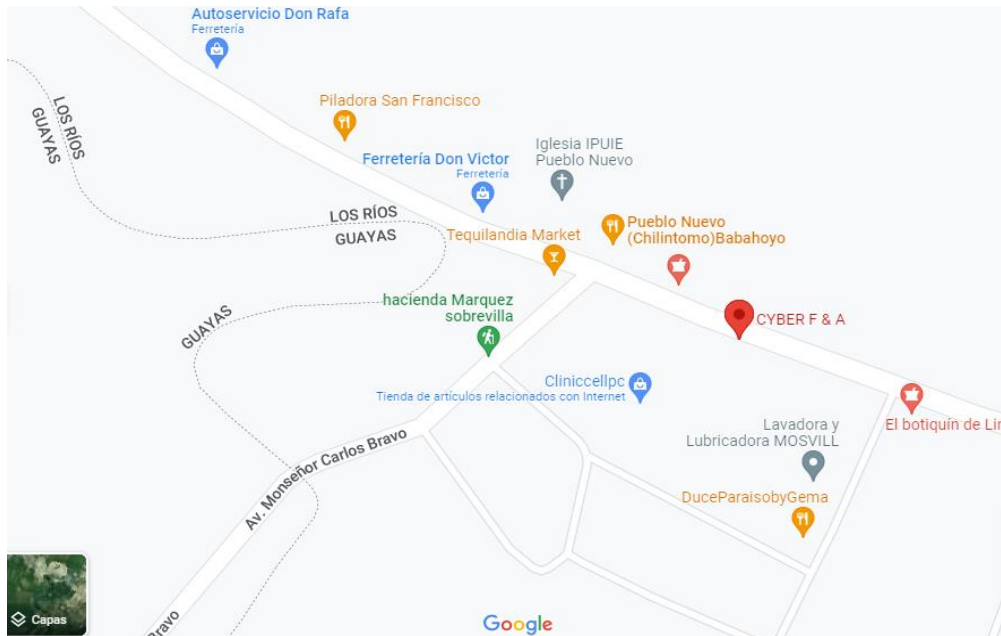 Autoservicio Don Rafa
Ferretería
Piladora San Francisco
LOS RÍOS
GUAYAS
Iglesia IPUIE
Pueblo Nuevo
Ferretería Don Victor
Ferretería
LOS RÍOS
GUAYAS
Pueblo Nuevo
(Chilintomo)Babahoyo
Tequilandia Market
hacienda Marquez
sobrevilla
GUAYAS
CYBER F & A
Cliniccellpc
Tienda de artículos relacionados con Internet
El botiquín de Lir
Lavadora y
Lubricadora MOSVILL
Av. Monseñor Carlos Bravo
DuceParaisobyGema
Capas
Google
Bravo